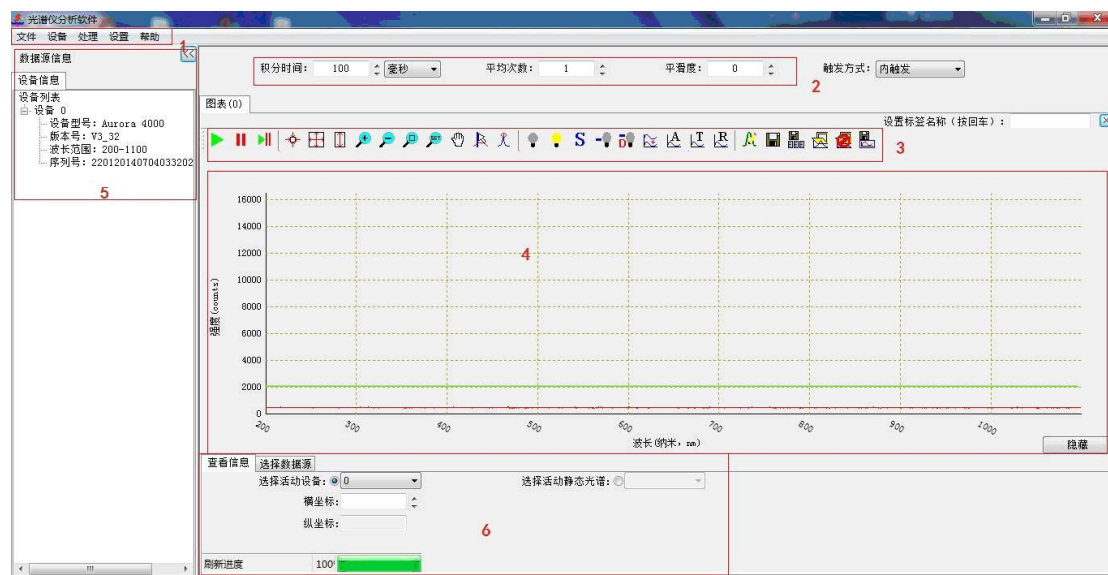 光谱仪分析软件
文件 设备 处理 设置 帮助
1
数据源信息
设备信息
设备列表
设备 0
设备型号: Aurora 4000
版本号: V3_32
波长范围: 200-1100
序列号: 220120140704033202
5
积分时间: 100 毫秒 平均次数: 1 平滑度: 0 触发方式: 内触发
2
图表(0)
设置标签名称(按回车):
S D A T R
3
16000
14000
12000
10000
8000
6000
4000
2000
0
强度(counts)
4
200 300 400 500 600 700 800 900 1000
波长(纳米, nm)
隐藏
查看信息 选择数据源
选择活动设备: 0 选择活动静态光谱:
横坐标:
纵坐标:
6
刷新进度 100%